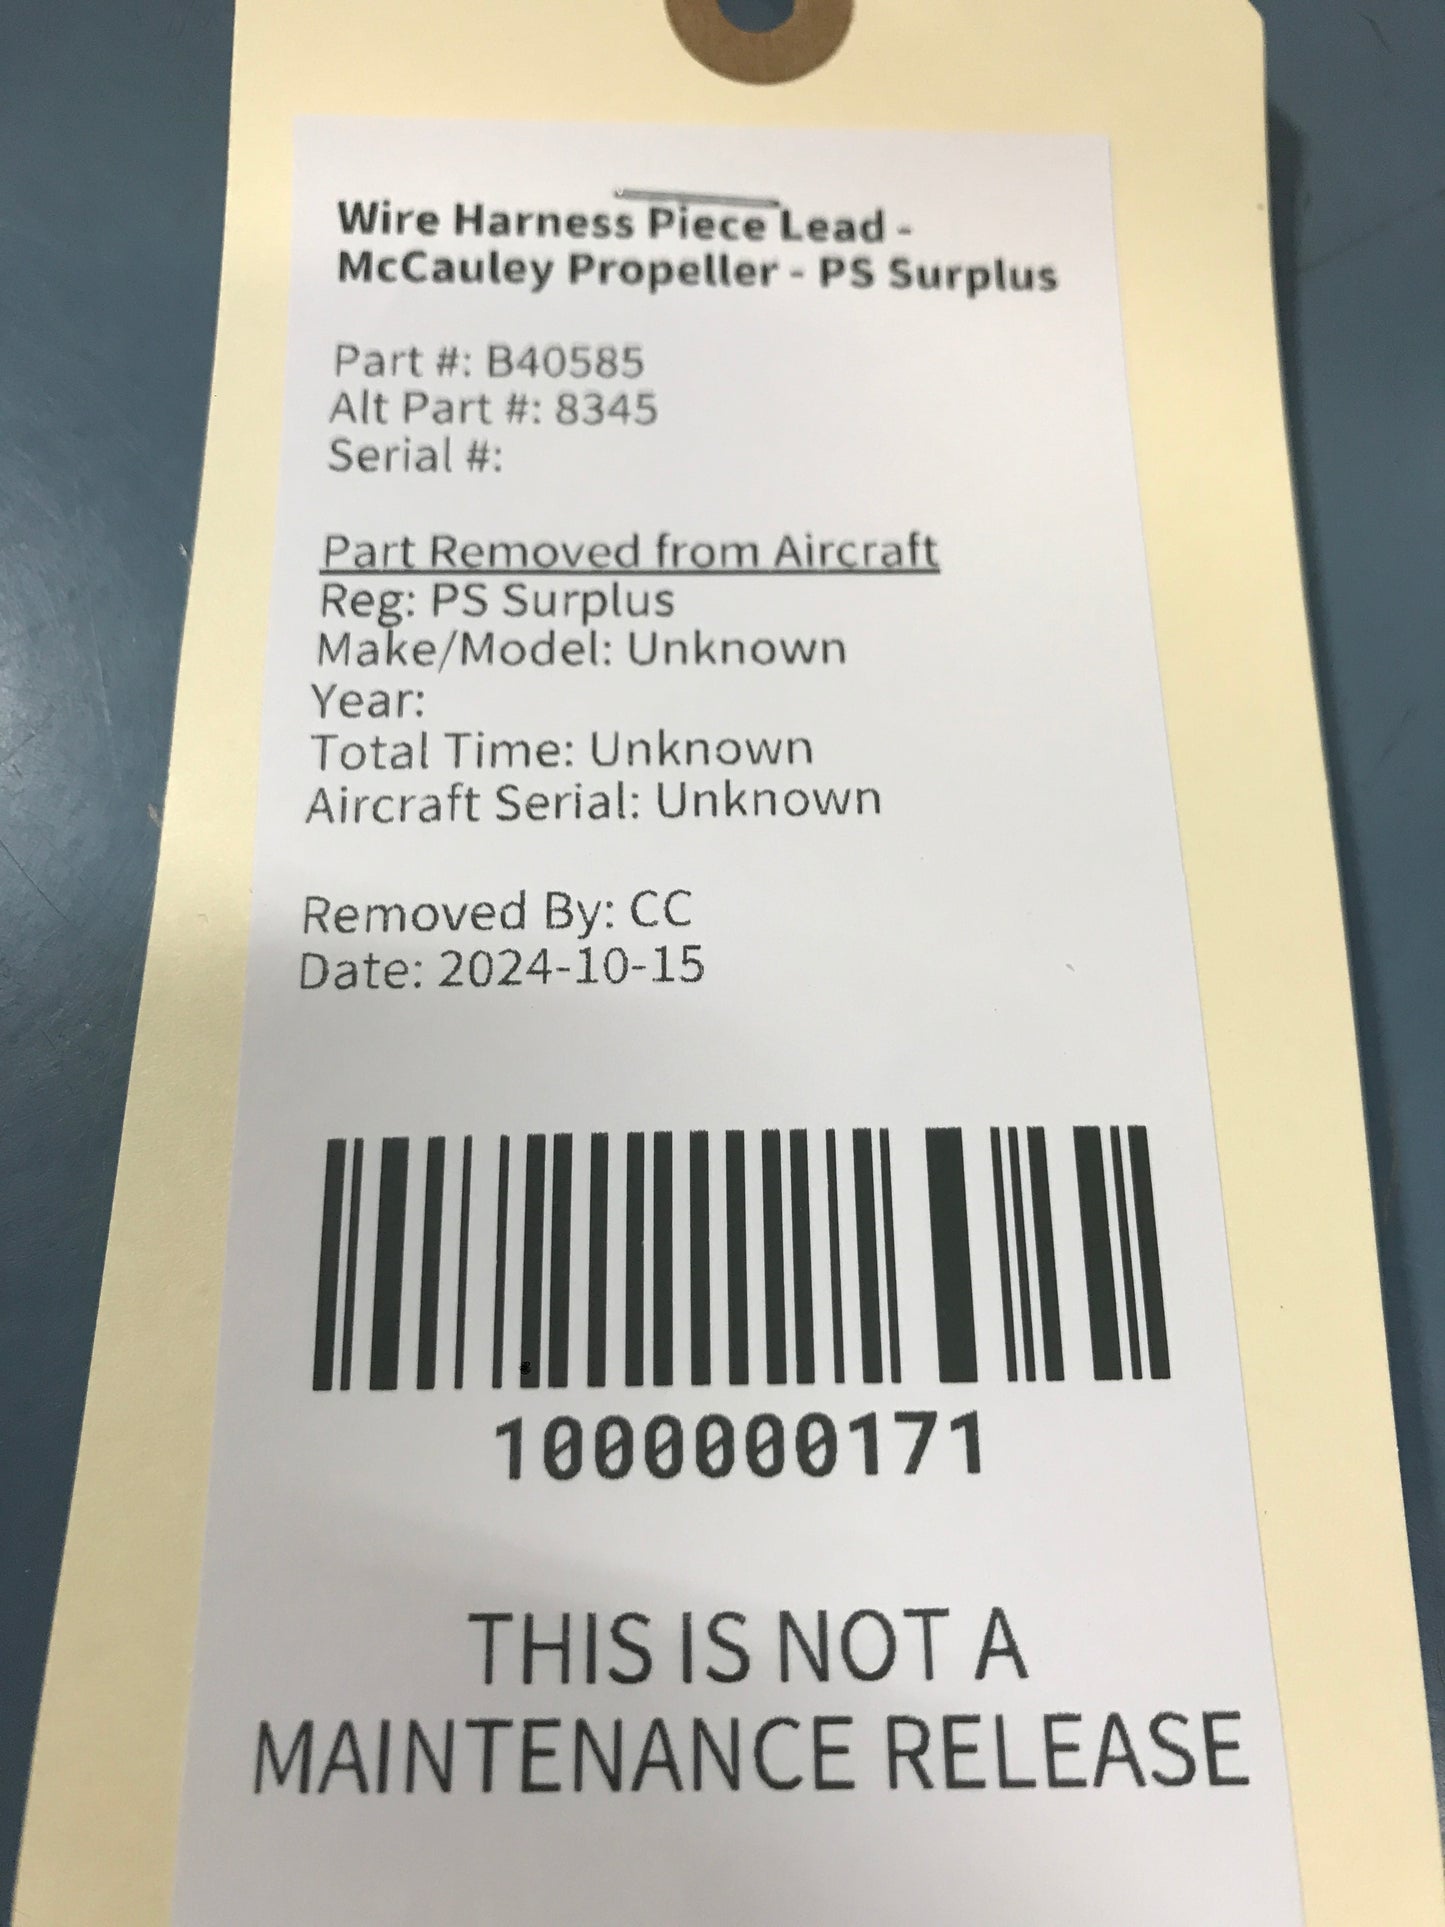 Wire Harness Piece Lead -
McCauley Propeller - PS Surplus
Part #: B40585
Alt Part #: 8345
Serial #:
Part Removed from Aircraft
Reg: PS Surplus
Make/Model: Unknown
Year:
Total Time: Unknown
Aircraft Serial: Unknown
Removed By: CC
Date: 2024-10-15
1000000171
THIS IS NOT A
MAINTENANCE RELEASE